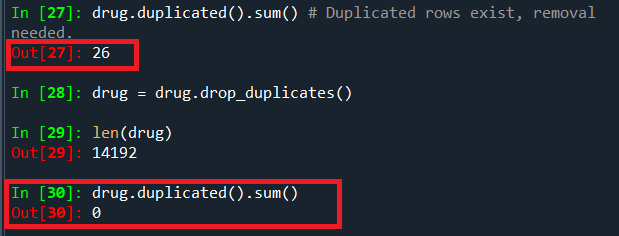 In [27]: drug.duplicated().sum() # Duplicated rows exist, removal
needed.
Out[27]: 26
In [28]: drug = drug.drop_duplicates()
In [29]: len(drug)
Out[29]: 14192
In [30]: drug.duplicated().sum()
Out[30]: 0